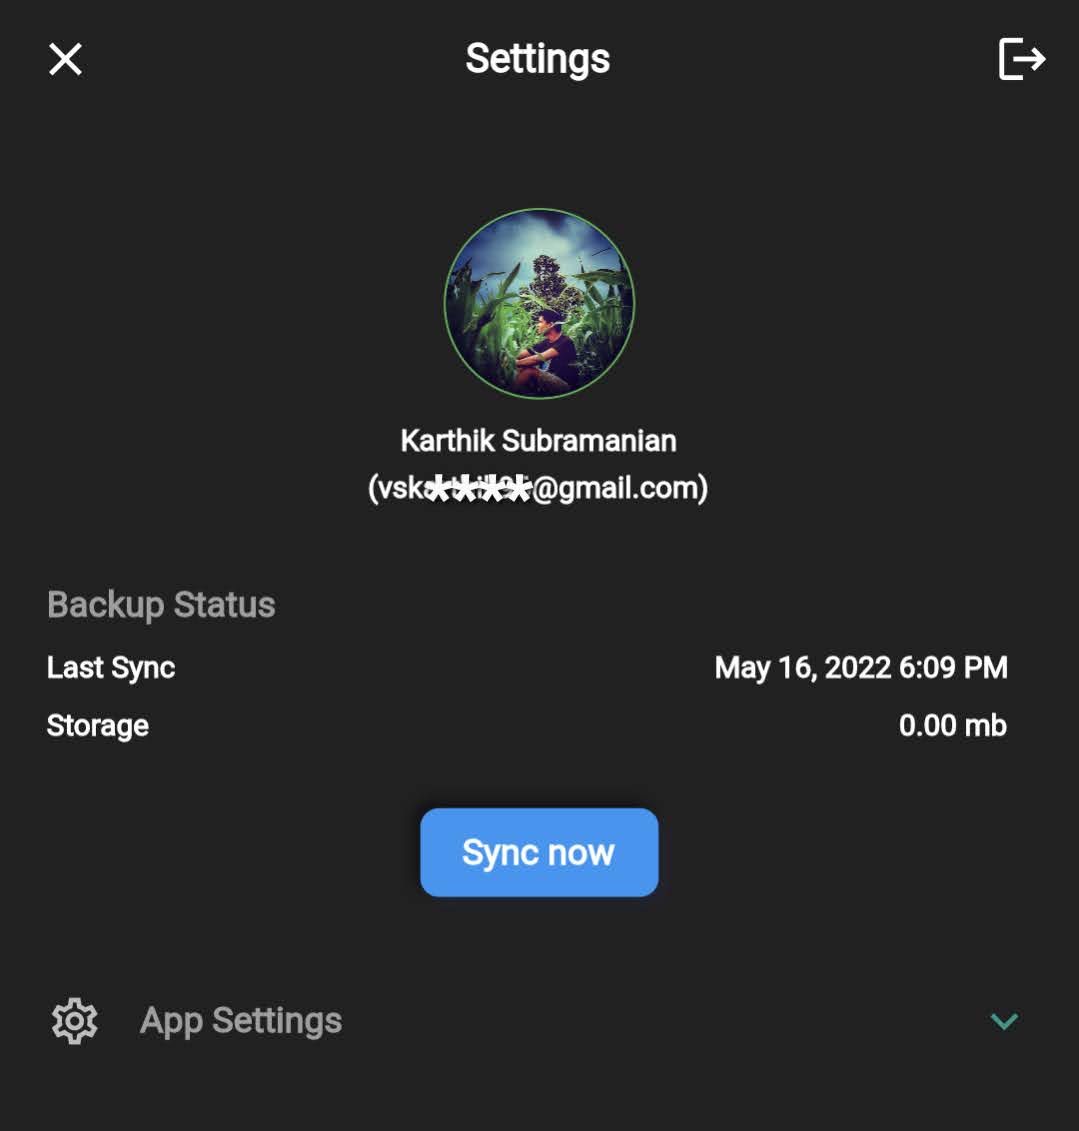 Settings
Karthik Subramanian
(vsk****@gmail.com)
Backup Status
Last Sync May 16, 2022 6:09 PM
Storage 0.00 mb
Sync now
App Settings